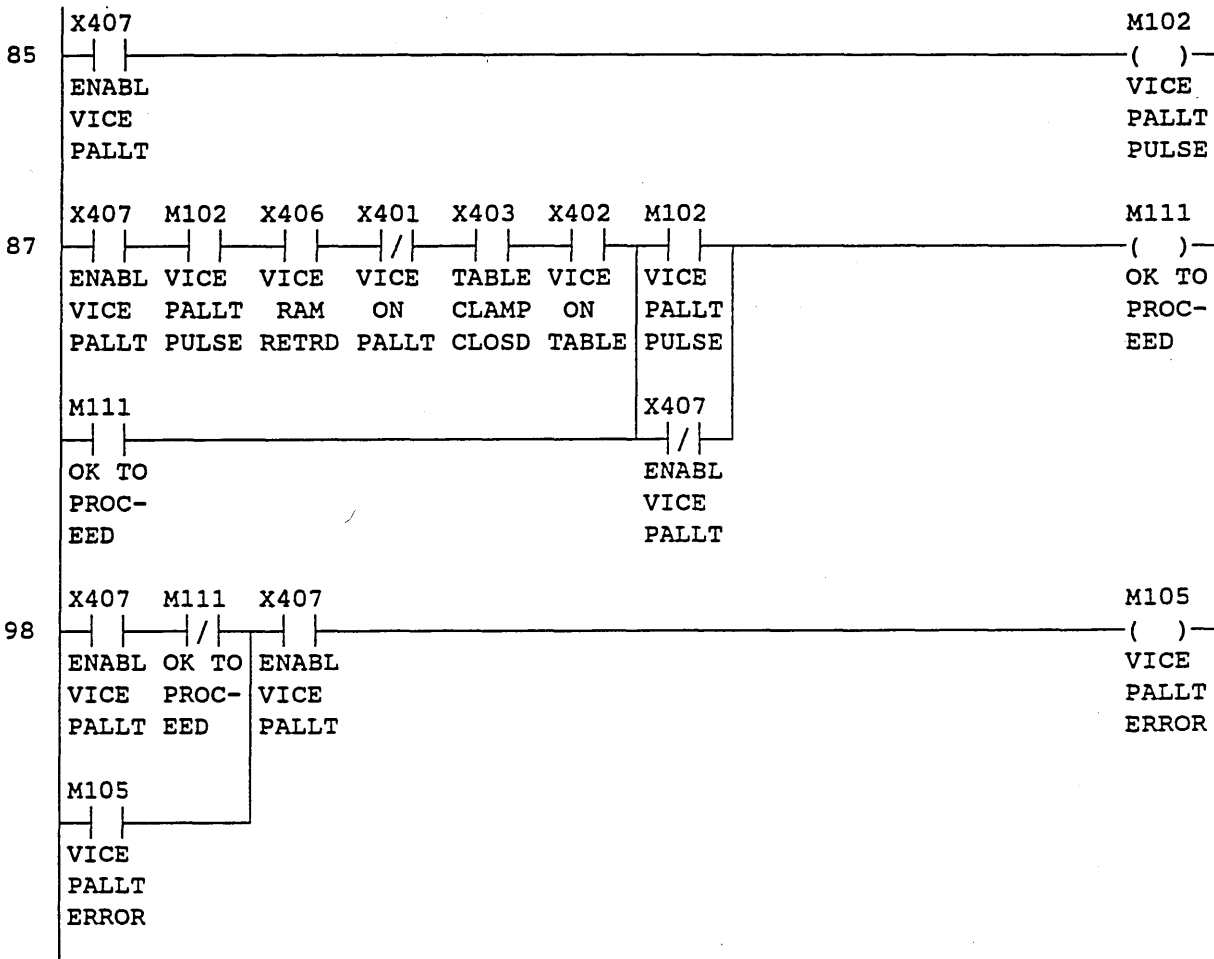 X407 M102
85 ( )
ENABL VICE
VICE PALLT
PALLT PULSE
X407 M102 X406 X401 X403 X402 M102 M111
87 / ( )
ENABL VICE VICE VICE TABLE VICE VICE OK TO
VICE PALLT RAM ON CLAMP ON PALLT PROC-
PALLT PULSE RETRD PALLT CLOSD TABLE PULSE EED
M111 X407
/
OK TO ENABL
PROC- VICE
EED PALLT
X407 M111 X407 M105
98 / ( )
ENABL OK TO ENABL VICE
VICE PROC- VICE PALLT
PALLT EED PALLT ERROR
M105
VICE
PALLT
ERROR